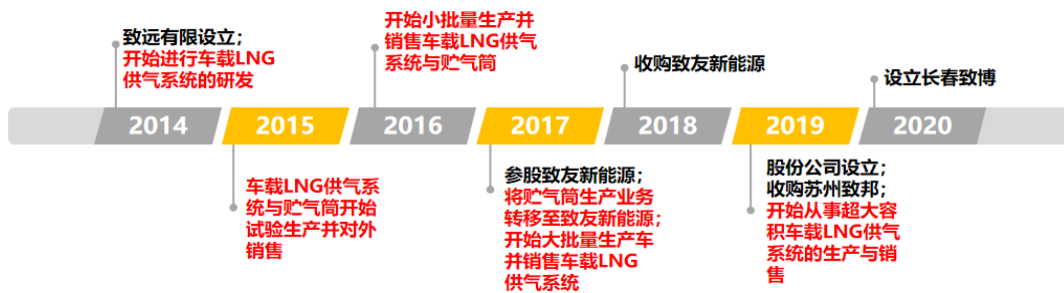 致远有限设立；
开始进行车载LNG
供气系统的研发
开始小批量生产并
销售车载LNG供气
系统与贮气筒
收购致友新能源
设立长春致博
2014
2015
2016
2017
2018
2019
2020
车载LNG供气系
统与贮气筒开始
试验生产并对外
销售
参股致友新能源；
将贮气筒生产业务
转移至致友新能源；
开始大批量生产车
并销售车载LNG
供气系统
股份公司设立；
收购苏州致邦；
开始从事超大容
积车载LNG供气
系统的生产与销
售